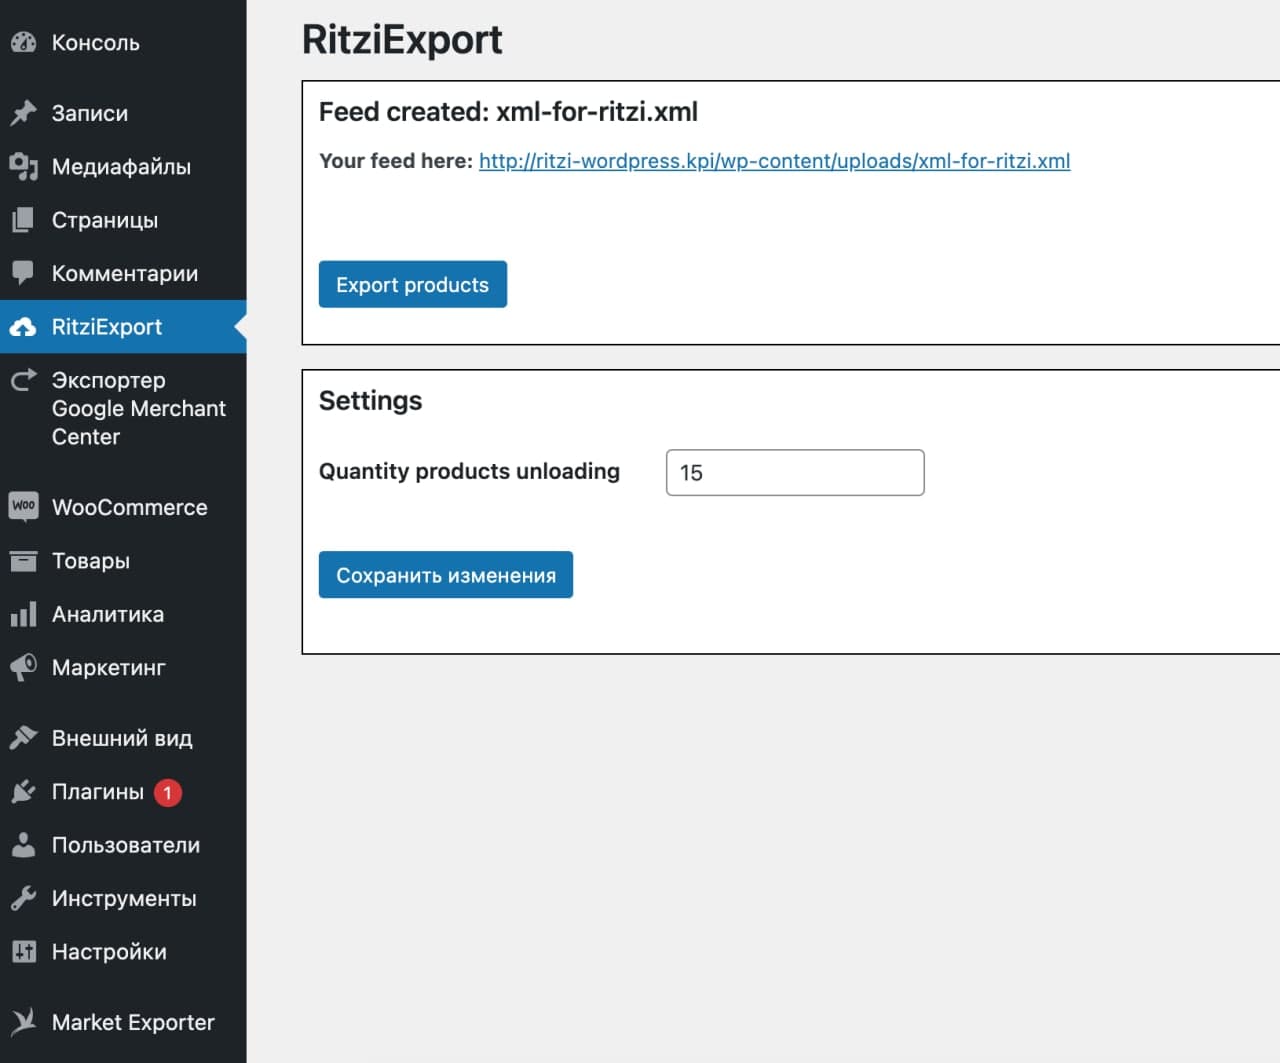 Консоль
Записи
Медиафайлы
Страницы
Комментарии
RitziExport
Экспортер
Google Merchant
Center
WOO WooCommerce
Товары
Аналитика
Маркетинг
Внешний вид
Плагины 1
Пользователи
Инструменты
Настройки
Market Exporter
RitziExport
Feed created: xml-for-ritzi.xml
Your feed here: http://ritzi-wordpress.kpi/wp-content/uploads/xml-for-ritzi.xml
Export products
Settings
Quantity products unloading 15
Сохранить изменения